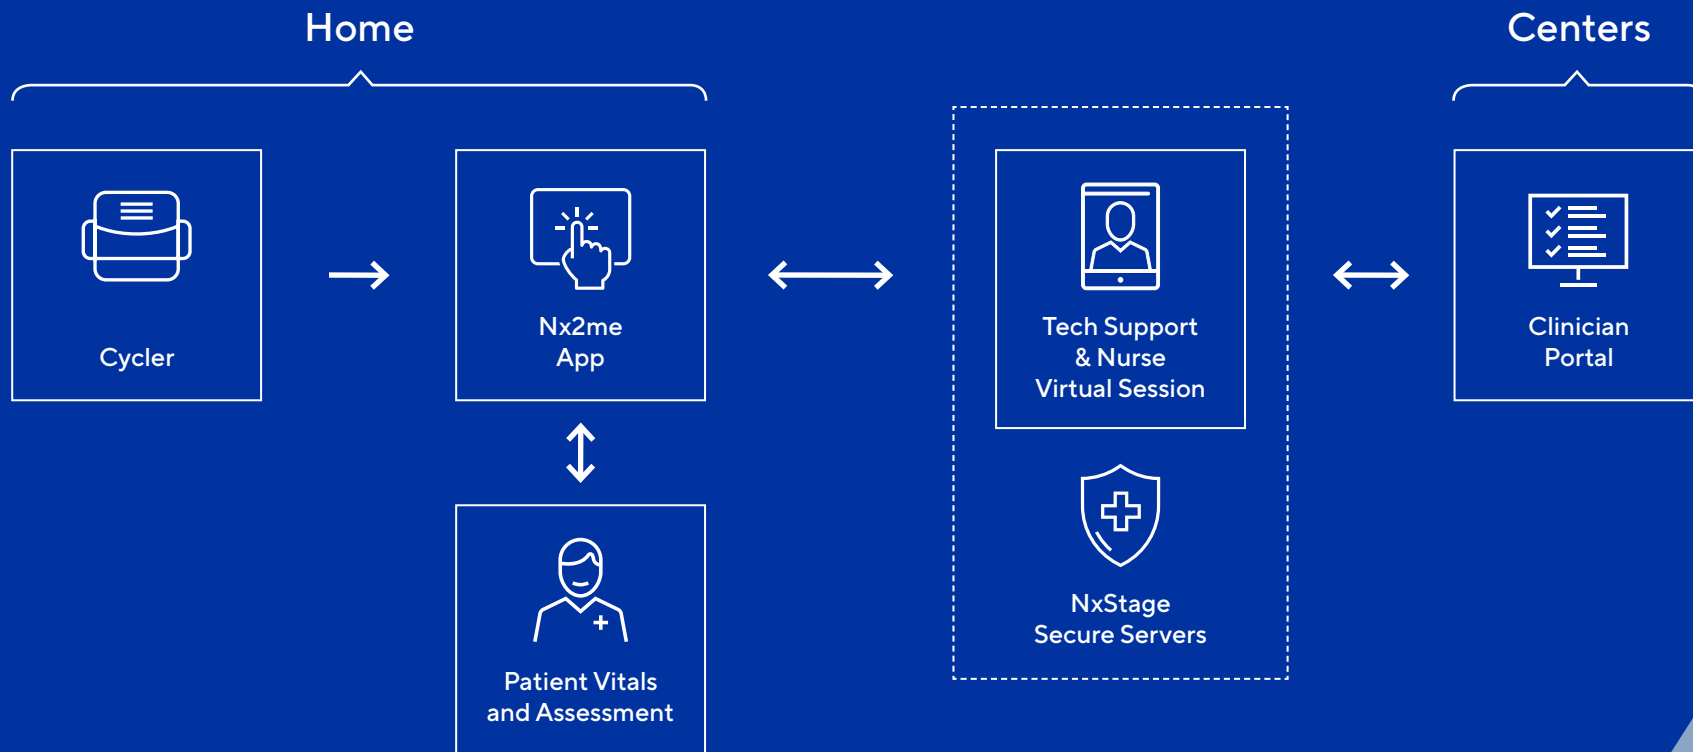 Home
Centers
Cycler
Nx2me
App
Tech Support
& Nurse
Virtual Session
Clinician
Portal
NxStage
Secure Servers
Patient Vitals
and Assessment